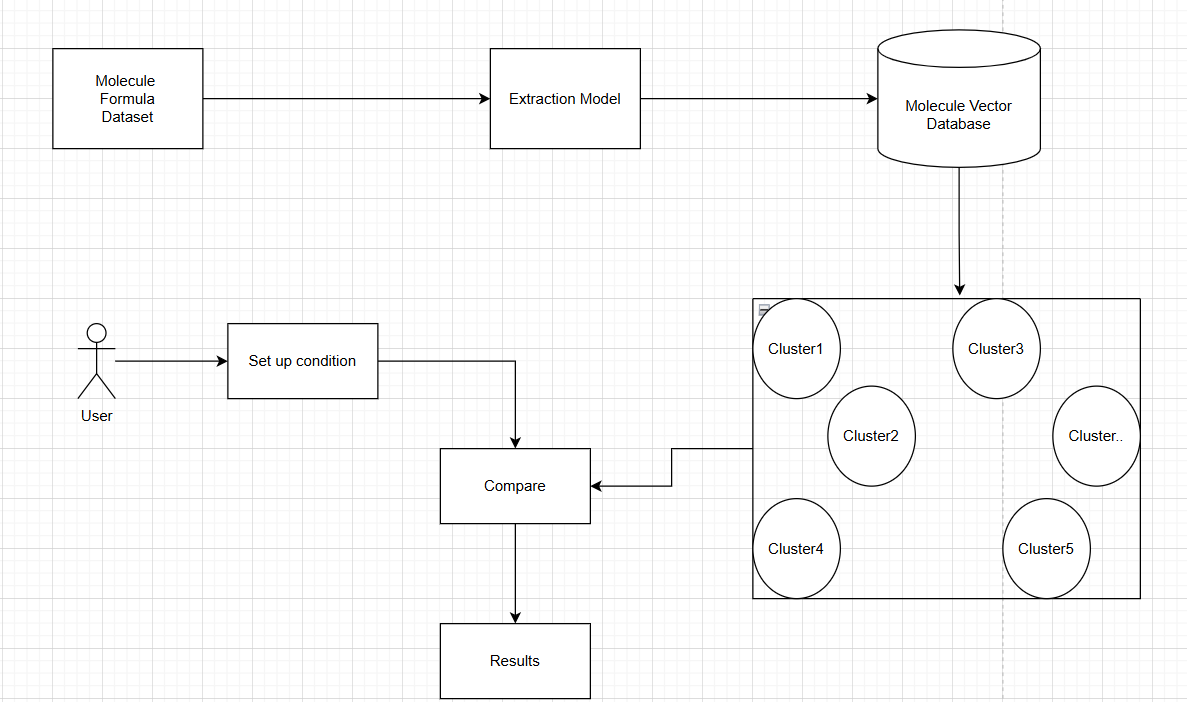 Molecule
Formula
Dataset
Extraction Model
Molecule Vector
Database
User
Set up condition
Compare
Results
Cluster1
Cluster3
Cluster2
Cluster..
Cluster4
Cluster5